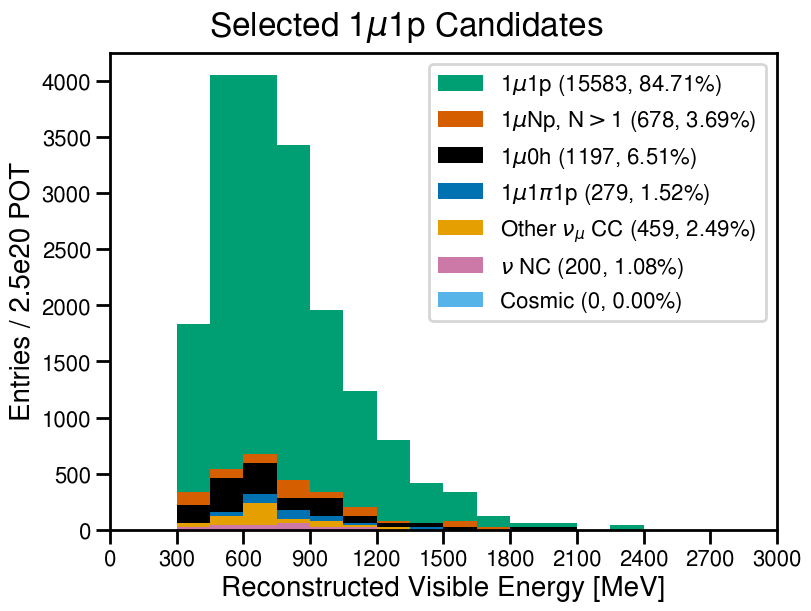 Selected 1μ1p Candidates
Entries / 2.5e20 POT
4000
3500
3000
2500
2000
1500
1000
500
0
1μ1p (15583, 84.71%)
1μNp, N > 1 (678, 3.69%)
1μ0h (1197, 6.51%)
1μ1π1p (279, 1.52%)
Other νμ CC (459, 2.49%)
ν NC (200, 1.08%)
Cosmic (0, 0.00%)
0 300 600 900 1200 1500 1800 2100 2400 2700 3000
Reconstructed Visible Energy [MeV]